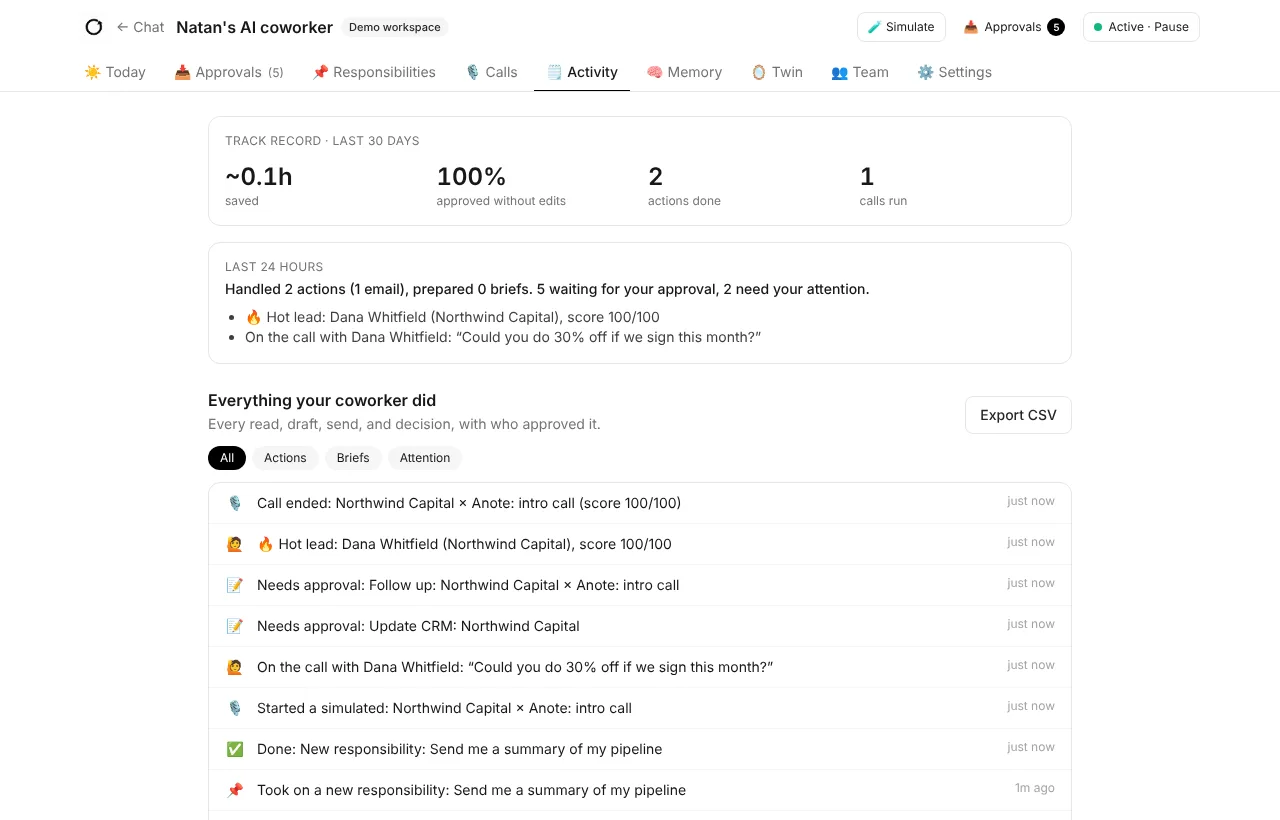 ← Chat Natan's AI coworker Demo workspace 🧪 Simulate 📥 Approvals 5 Active · Pause
☀️ Today 📥 Approvals (5) 📌 Responsibilities 🎙️ Calls 🗒️ Activity 🧠 Memory 🪞 Twin 👥 Team ⚙️ Settings
TRACK RECORD · LAST 30 DAYS
~0.1h 100% 2 1
saved approved without edits actions done calls run
LAST 24 HOURS
Handled 2 actions (1 email), prepared 0 briefs. 5 waiting for your approval, 2 need your attention.
• 🔥 Hot lead: Dana Whitfield (Northwind Capital), score 100/100
• On the call with Dana Whitfield: “Could you do 30% off if we sign this month?”
Everything your coworker did
Every read, draft, send, and decision, with who approved it.
Export CSV
All Actions Briefs Attention
🎙️ Call ended: Northwind Capital × Anote: intro call (score 100/100) just now
🙋 🔥 Hot lead: Dana Whitfield (Northwind Capital), score 100/100 just now
📝 Needs approval: Follow up: Northwind Capital × Anote: intro call just now
📝 Needs approval: Update CRM: Northwind Capital just now
🙋 On the call with Dana Whitfield: “Could you do 30% off if we sign this month?” just now
🎙️ Started a simulated: Northwind Capital × Anote: intro call just now
✅ Done: New responsibility: Send me a summary of my pipeline just now
📌 Took on a new responsibility: Send me a summary of my pipeline 1m ago